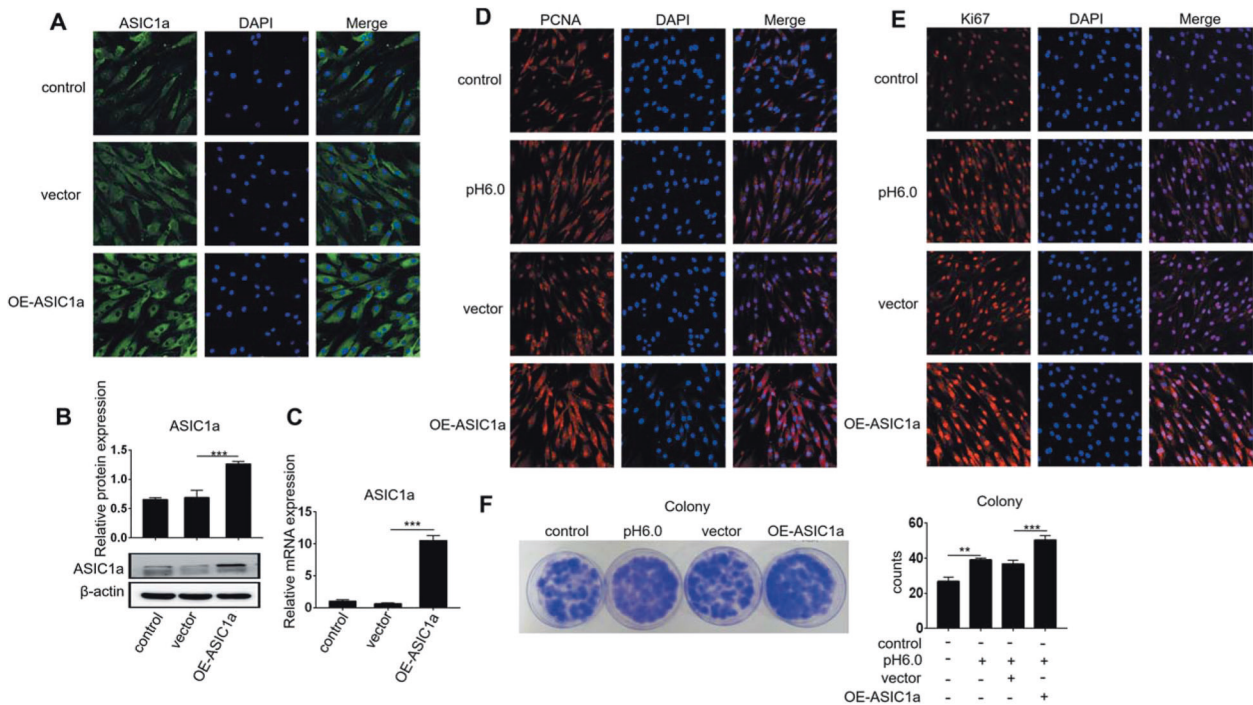 A
ASIC1a DAPI Merge
control
vector
OE-ASIC1a
B
ASIC1a
Relative protein expression
1.5
1.0
0.5
0.0
***
ASIC1a
β-actin
control
vector
OE-ASIC1a
C
ASIC1a
Relative mRNA expression
15
10
5
0
***
control
vector
OE-ASIC1a
D
PCNA DAPI Merge
control
pH6.0
vector
OE-ASIC1a
E
Ki67 DAPI Merge
control
pH6.0
vector
OE-ASIC1a
F
Colony
control pH6.0 vector OE-ASIC1a
Colony
counts
60
40
20
0
**
***
control - - - -
pH6.0 - + + +
vector - - + -
OE-ASIC1a - - - +